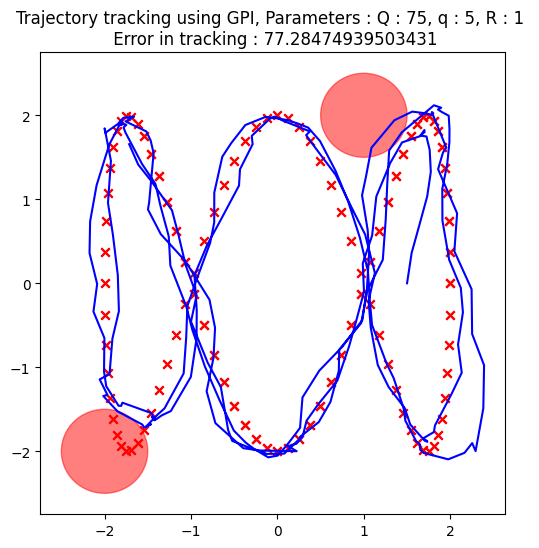 Trajectory tracking using GPI, Parameters : Q : 75, q : 5, R : 1
Error in tracking : 77.28474939503431
2
1
0
−1
−2
−2 −1 0 1 2